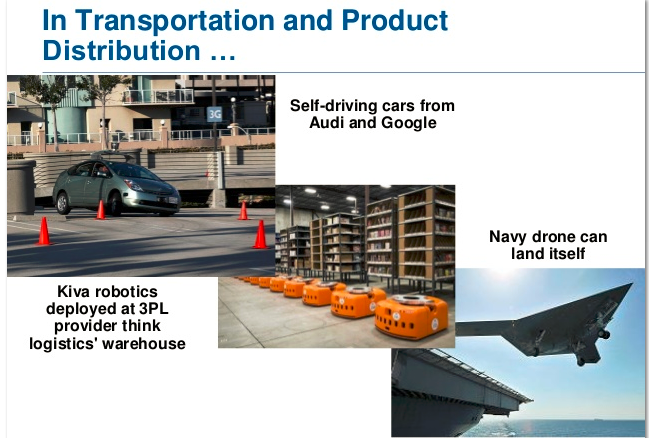 In Transportation and Product
Distribution …
3G
Self-driving cars from
Audi and Google
Navy drone can
land itself
Kiva robotics
deployed at 3PL
provider think
logistics' warehouse